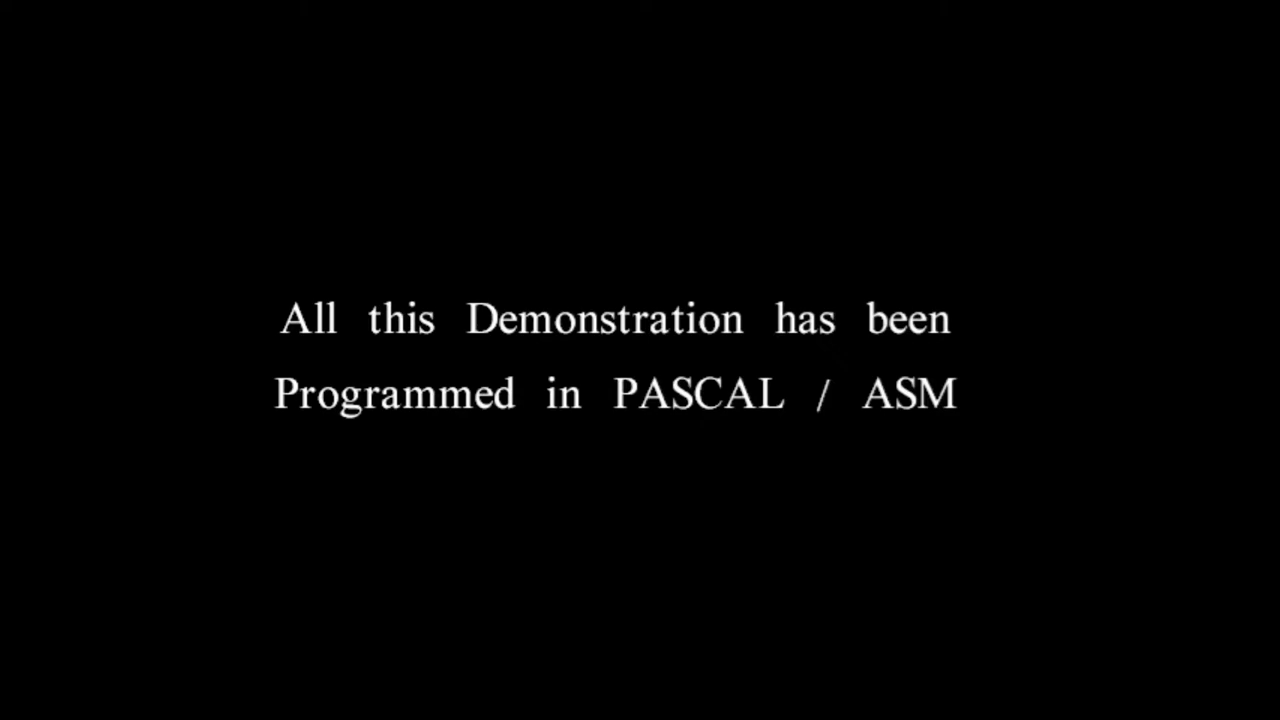 All this Demonstration has been
Programmed in PASCAL / ASM